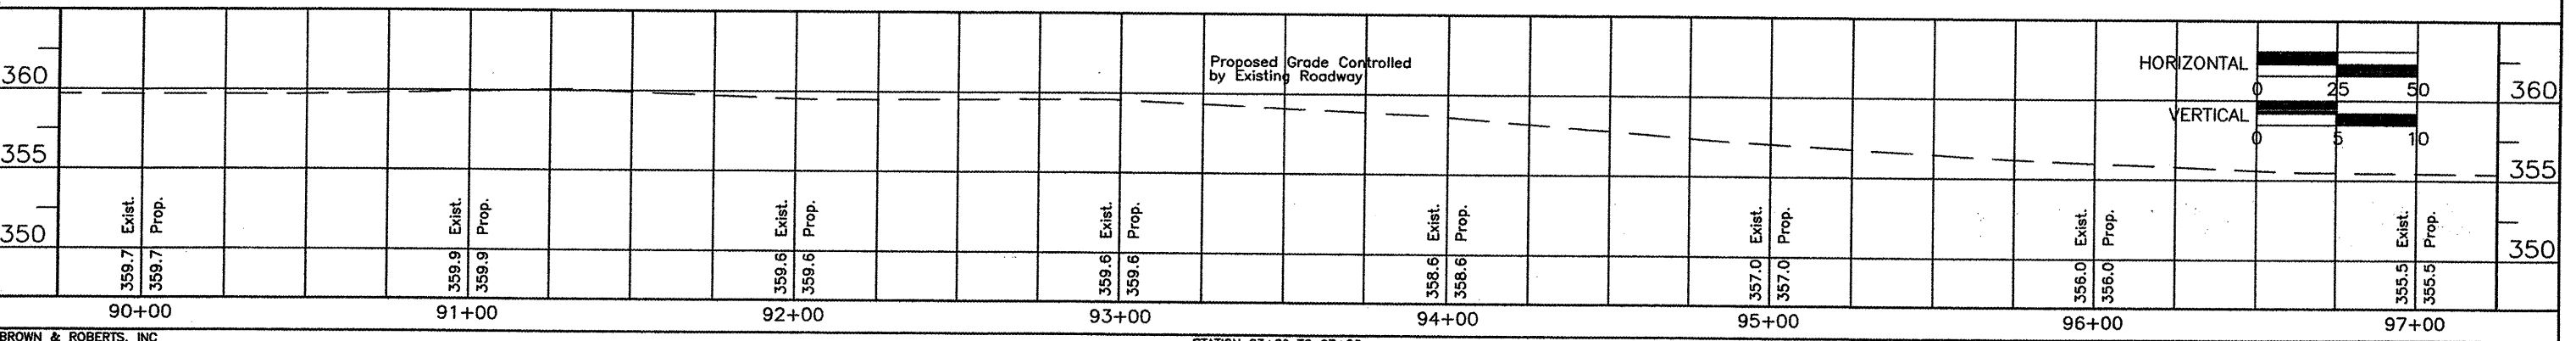 Proposed Grade Controlled
by Existing Roadway
HORIZONTAL
0 25 50
VERTICAL
0 5 10
360 360
355 355
350 350
359.7 Exist.
359.7 Prop.
359.9 Exist.
359.9 Prop.
359.6 Exist.
359.6 Prop.
359.6 Exist.
359.6 Prop.
358.6 Exist.
358.6 Prop.
357.0 Exist.
357.0 Prop.
356.0 Exist.
356.0 Prop.
355.5 Exist.
355.5 Prop.
90+00 91+00 92+00 93+00 94+00 95+00 96+00 97+00
BROWN & ROBERTS, INC